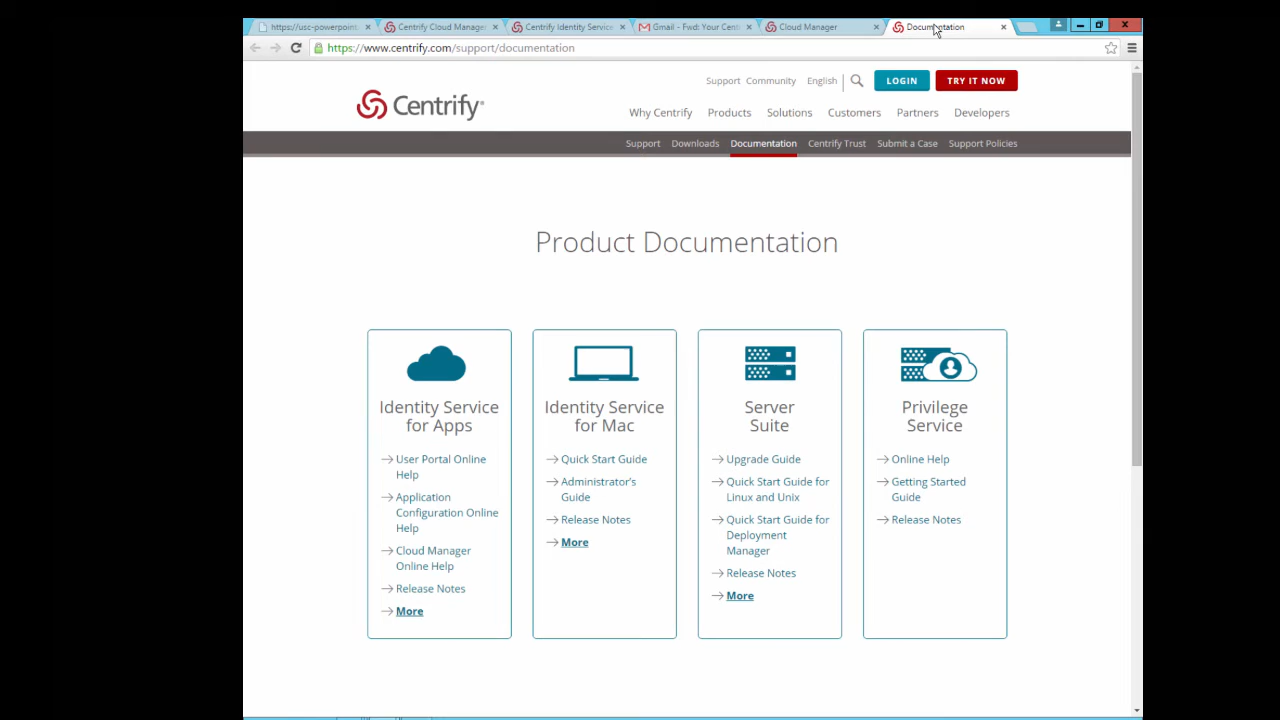 https://usc-powerpoint. Centrify Cloud Manage Centrify Identity Service Gmail - Fwd: Your Cent Cloud Manager Documentation
https://www.centrify.com/support/documentation
Support Community English LOGIN TRY IT NOW
Centrify
Why Centrify Products Solutions Customers Partners Developers
Support Downloads Documentation Centrify Trust Submit a Case Support Policies
Product Documentation
Identity Service
for Apps
User Portal Online
Help
Application
Configuration Online
Help
Cloud Manager
Online Help
Release Notes
More
Identity Service
for Mac
Quick Start Guide
Administrator's
Guide
Release Notes
More
Server
Suite
Upgrade Guide
Quick Start Guide for
Linux and Unix
Quick Start Guide for
Deployment
Manager
Release Notes
More
Privilege
Service
Online Help
Getting Started
Guide
Release Notes